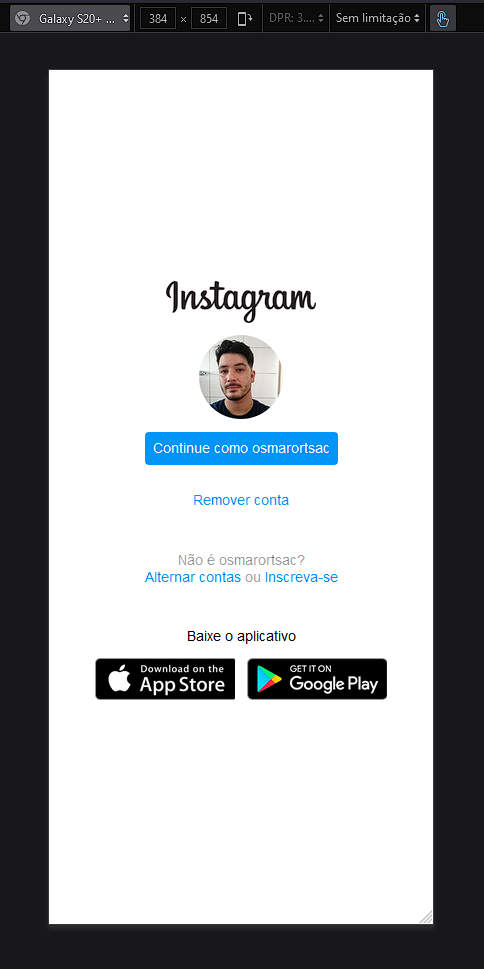 Galaxy S20+ ...
384 × 854
DPR: 3....
Sem limitação
Instagram
Continue como osmarortsac
Remover conta
Não é osmarortsac?
Alternar contas ou Inscreva-se
Baixe o aplicativo
Download on the
App Store
GET IT ON
Google Play